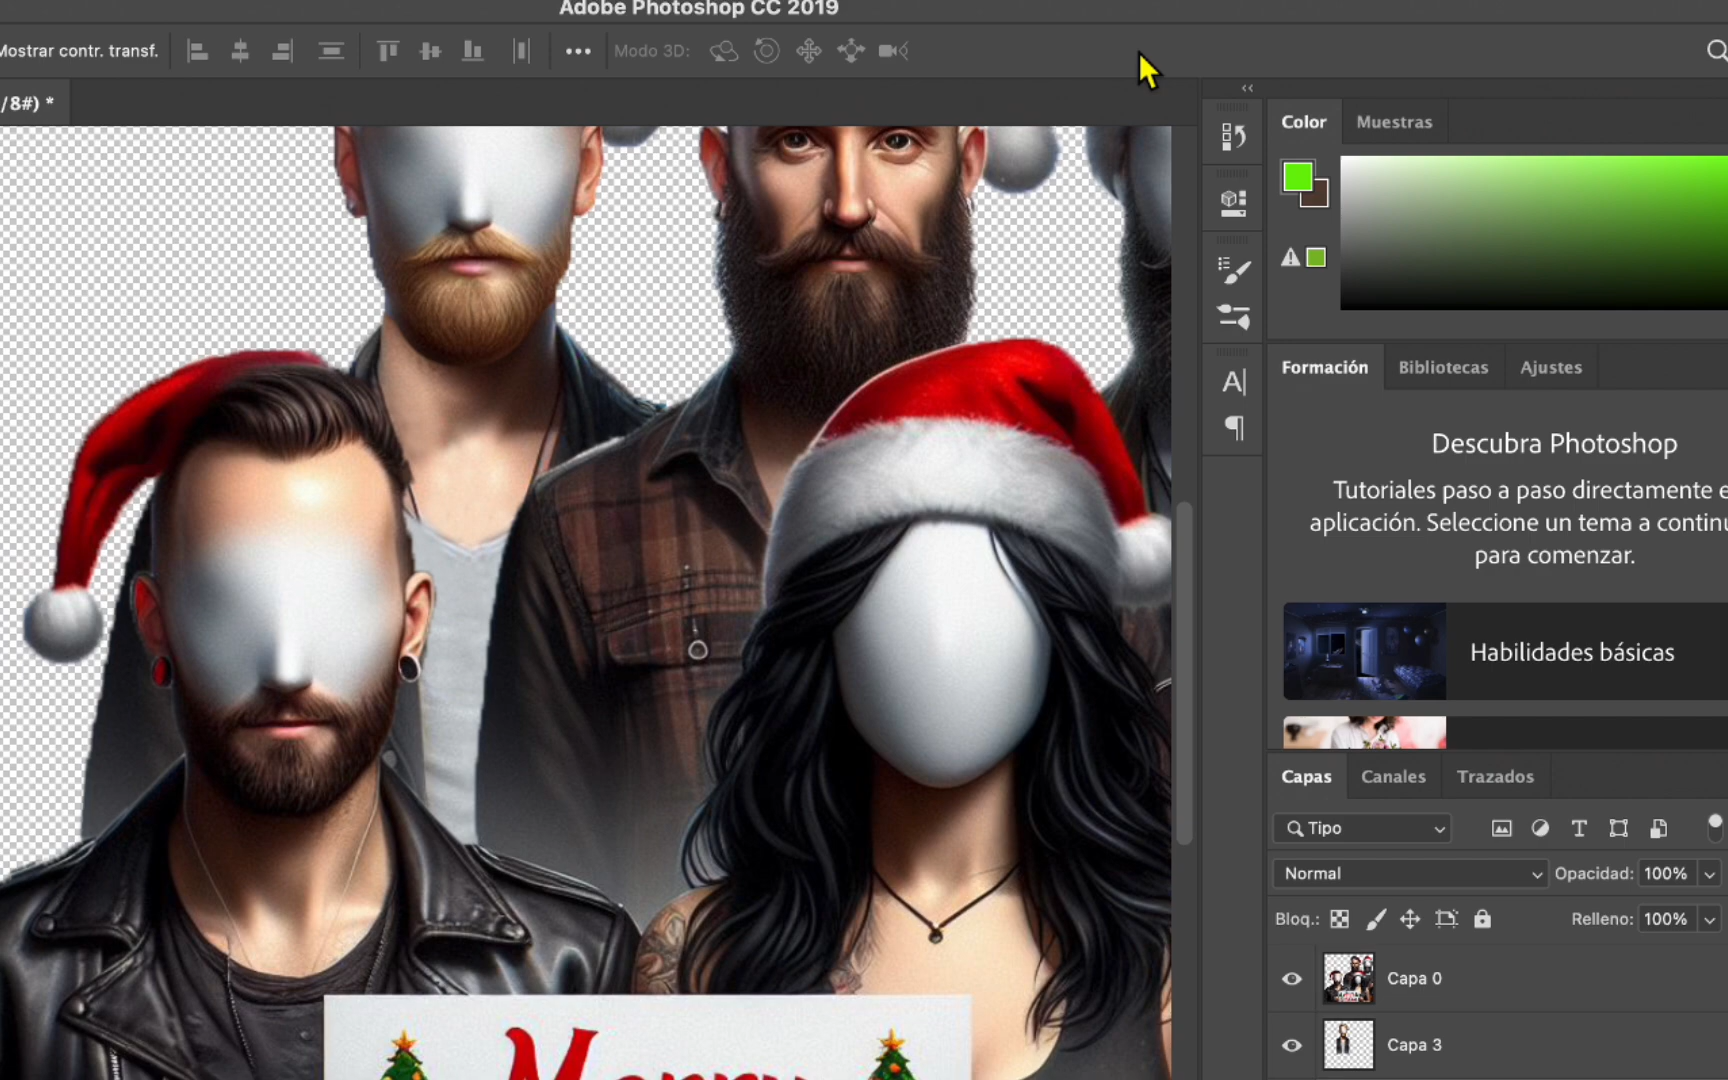 Adobe Photoshop CC 2019
Mostrar contr. transf.
Modo 3D:
/8#) *
Color
Muestras
Formación
Bibliotecas
Ajustes
Descubra Photoshop
Tutoriales paso a paso directamente e
aplicación. Seleccione un tema a continu
para comenzar.
Habilidades básicas
Capas
Canales
Trazados
Tipo
Normal
Opacidad:
100%
Bloq.:
Relleno:
100%
Capa 0
Capa 3
Merry